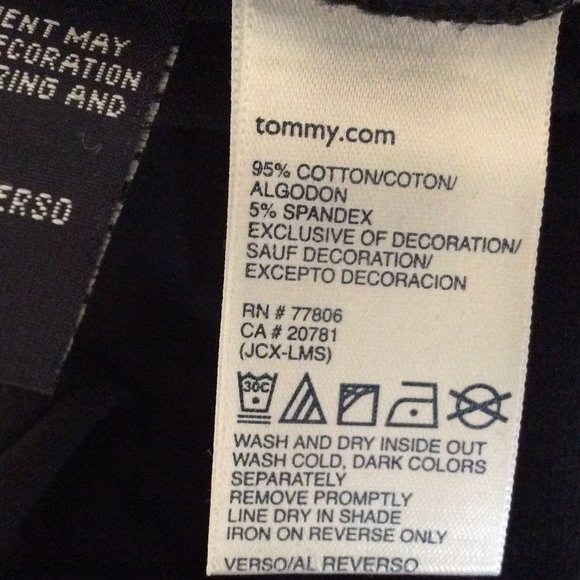 ENT MAY
ECORATION
RING AND
ERSO
tommy.com
95% COTTON/COTON/
ALGODON
5% SPANDEX
EXCLUSIVE OF DECORATION/
SAUF DECORATION/
EXCEPTO DECORACION
RN # 77806
CA # 20781
(JCX-LMS)
30C
WASH AND DRY INSIDE OUT
WASH COLD, DARK COLORS
SEPARATELY
REMOVE PROMPTLY
LINE DRY IN SHADE
IRON ON REVERSE ONLY
VERSO/AL REVERSO